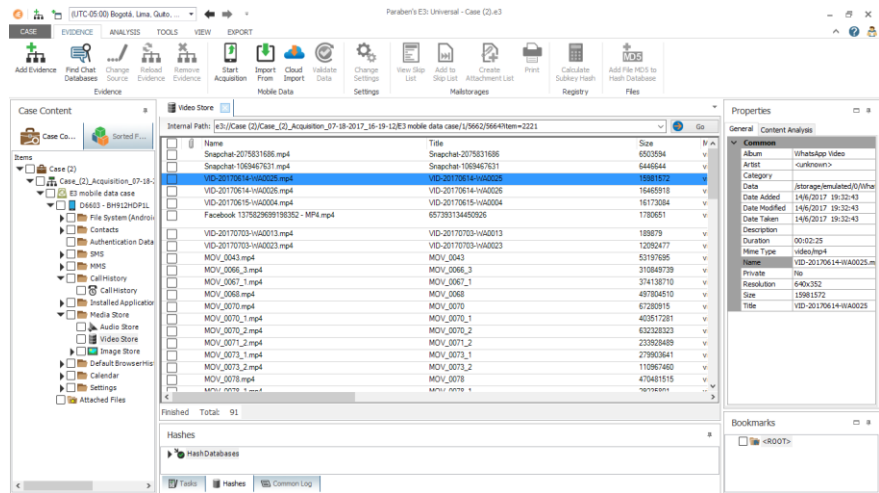 (UTC-05:00) Bogotá, Lima, Quito, ...
Paraben's E3: Universal - Case (2).e3
CASE EVIDENCE ANALYSIS TOOLS VIEW EXPORT
Add Evidence
Find Chat Databases
Change Source
Reload Evidence
Remove Evidence
Start Acquisition
Import From
Cloud Import
Validate Data
Change Settings
View Skip List
Add to Skip List
Create Attachment List
Print
Calculate Subkey Hash
Add File MD5 to Hash Database
Evidence Mobile Data Settings Mailstorages Registry Files
Case Content
Case Co... Sorted F...
Items
Case (2)
Case_(2)_Acquisition_07-18-
E3 mobile data case
D6603 - BH912HDP1L
File System (Androi
Contacts
Authentication Data
SMS
MMS
CallHistory
CallHistory
Installed Application
Media Store
Audio Store
Video Store
Image Store
Default BrowserHis
Calendar
Settings
Attached Files
Video Store
Internal Path: e3://Case (2)/Case_(2)_Acquisition_07-18-2017_16-19-12/E3 mobile data case/1/5662/5664?item=2221 Go
Name Title Size M
Snapchat-2075831686.mp4 Snapchat-2075831686 6503594 v
Snapchat-1069467631.mp4 Snapchat-1069467631 6446644 v
VID-20170614-WA0025.mp4 VID-20170614-WA0025 15981572 v
VID-20170614-WA0026.mp4 VID-20170614-WA0026 16465918 v
VID-20170615-WA0004.mp4 VID-20170615-WA0004 16173084 v
Facebook 1375829699198352 - MP4.mp4 657393134450926 1780651 v
VID-20170703-WA0013.mp4 VID-20170703-WA0013 189879 v
VID-20170703-WA0023.mp4 VID-20170703-WA0023 12092477 v
MOV_0043.mp4 MOV_0043 53197695 v
MOV_0066_3.mp4 MOV_0066_3 310849739 v
MOV_0067_1.mp4 MOV_0067_1 374138710 v
MOV_0068.mp4 MOV_0068 497804510 v
MOV_0070.mp4 MOV_0070 67280915 v
MOV_0070_1.mp4 MOV_0070_1 403517281 v
MOV_0070_2.mp4 MOV_0070_2 632328323 v
MOV_0071_2.mp4 MOV_0071_2 233928489 v
MOV_0073_1.mp4 MOV_0073_1 279903641 v
MOV_0073_2.mp4 MOV_0073_2 110967460 v
MOV_0078.mp4 MOV_0078 470481515 v
MOV_0078_1.mp4 MOV_0078_1
Finished Total: 91
Hashes
HashDatabases
Tasks Hashes Common Log
Properties
General Content Analysis
Common
Album WhatsApp Video
Artist <unknown>
Category
Data /storage/emulated/0/What
Date Added 14/6/2017 19:32:43
Date Modified 14/6/2017 19:32:43
Date Taken 14/6/2017 19:32:43
Description
Duration 00:02:25
Mime Type video/mp4
Name VID-20170614-WA0025.m
Private No
Resolution 640x352
Size 15981572
Title VID-20170614-WA0025
Bookmarks
<ROOT>